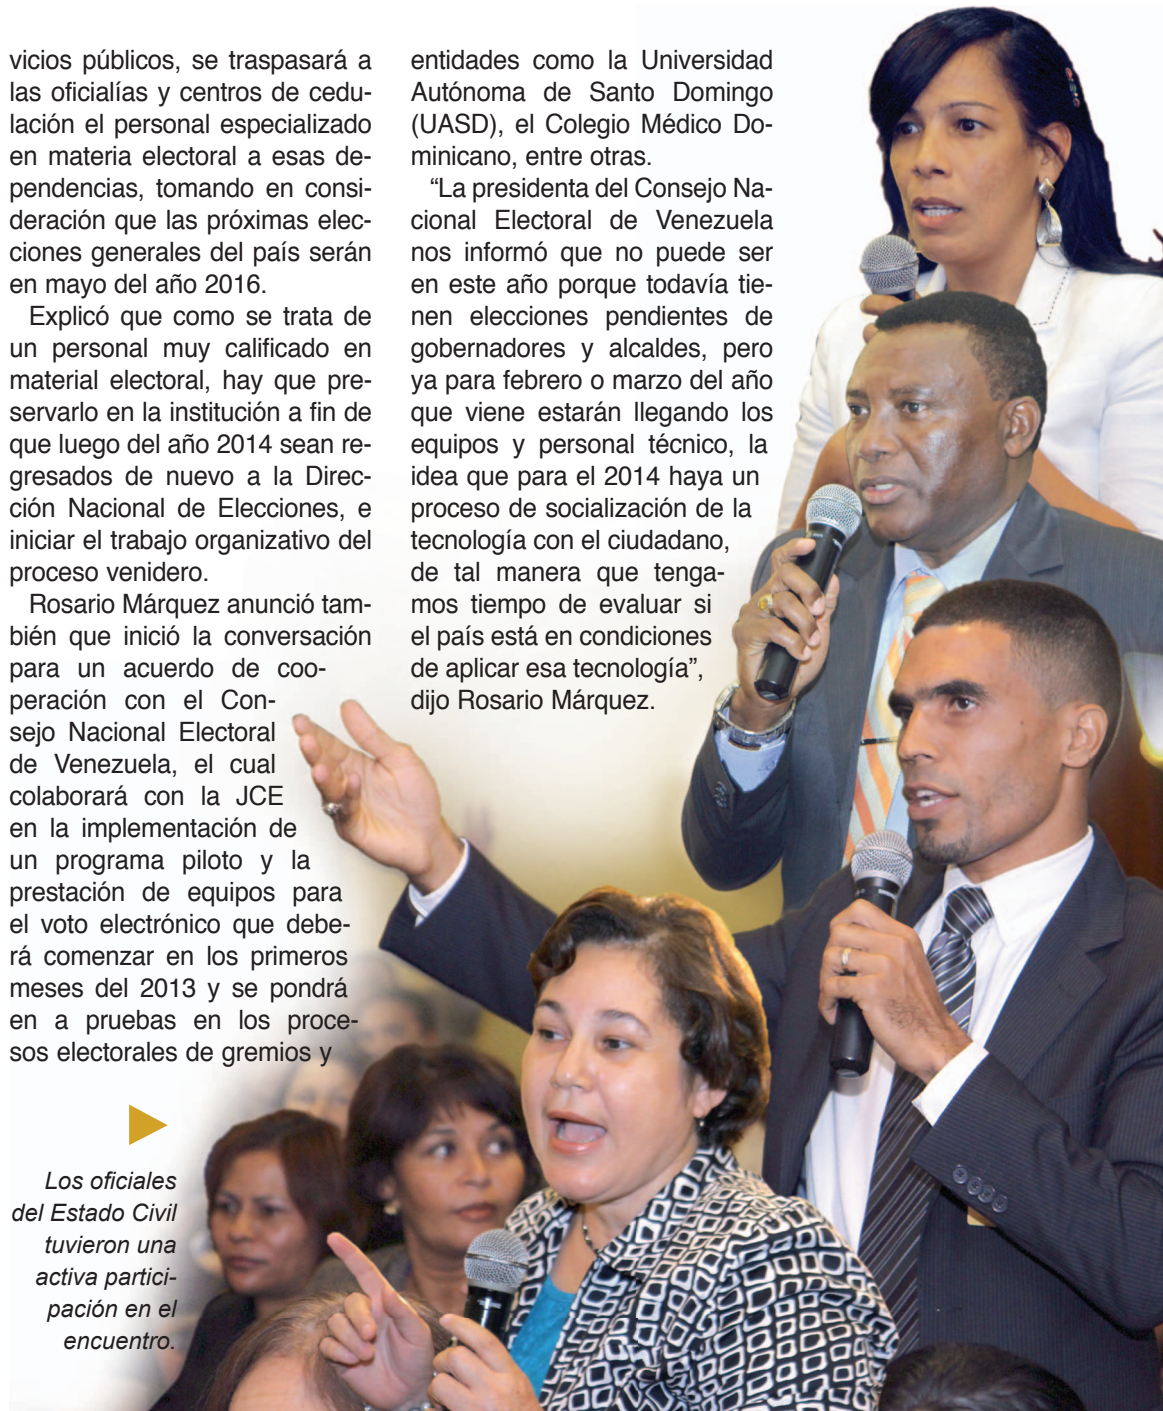 vicios públicos, se traspasará a
las oficialías y centros de cedu-
lación el personal especializado
en materia electoral a esas de-
pendencias, tomando en consi-
deración que las próximas elec-
ciones generales del país serán
en mayo del año 2016.
Explicó que como se trata de
un personal muy calificado en
material electoral, hay que pre-
servarlo en la institución a fin de
que luego del año 2014 sean re-
gresados de nuevo a la Direc-
ción Nacional de Elecciones, e
iniciar el trabajo organizativo del
proceso venidero.
Rosario Márquez anunció tam-
bién que inició la conversación
para un acuerdo de coo-
peración con el Con-
sejo Nacional Electoral
de Venezuela, el cual
colaborará con la JCE
en la implementación de
un programa piloto y la
prestación de equipos para
el voto electrónico que debe-
rá comenzar en los primeros
meses del 2013 y se pondrá
en a pruebas en los proce-
sos electorales de gremios y
entidades como la Universidad
Autónoma de Santo Domingo
(UASD), el Colegio Médico Do-
minicano, entre otras.
“La presidenta del Consejo Na-
cional Electoral de Venezuela
nos informó que no puede ser
en este año porque todavía tie-
nen elecciones pendientes de
gobernadores y alcaldes, pero
ya para febrero o marzo del año
que viene estarán llegando los
equipos y personal técnico, la
idea que para el 2014 haya un
proceso de socialización de la
tecnología con el ciudadano,
de tal manera que tenga-
mos tiempo de evaluar si
el país está en condiciones
de aplicar esa tecnología”,
dijo Rosario Márquez.
Los oficiales
del Estado Civil
tuvieron una
activa partici-
pación en el
encuentro.